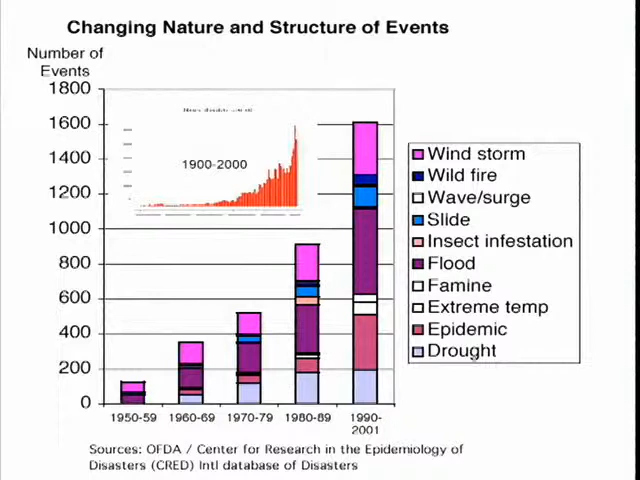 Changing Nature and Structure of Events
Number of
Events
1800
1600
1400
1200
1000
800
600
400
200
0
1900-2000
1950-59
1960-69
1970-79
1980-89
1990-
2001
Wind storm
Wild fire
Wave/surge
Slide
Insect infestation
Flood
Famine
Extreme temp
Epidemic
Drought
Sources: OFDA / Center for Research in the Epidemiology of
Disasters (CRED) Intl database of Disasters